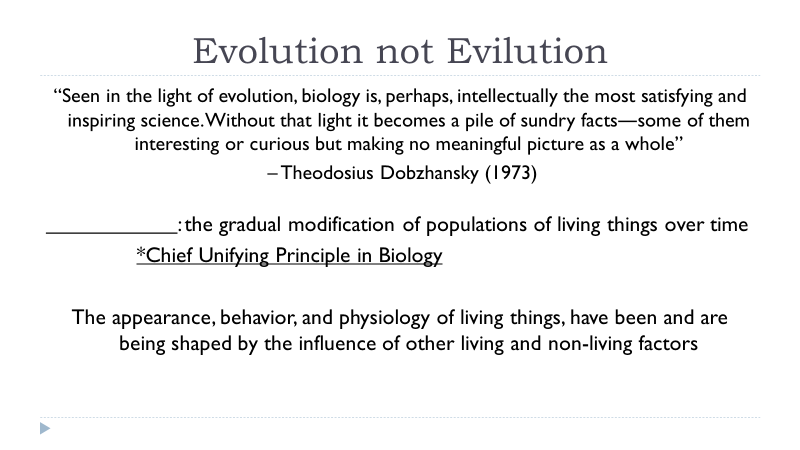 Evolution not Evilution
“Seen in the light of evolution, biology is, perhaps, intellectually the most satisfying and
inspiring science.Without that light it becomes a pile of sundry facts—some of them
interesting or curious but making no meaningful picture as a whole”
– Theodosius Dobzhansky (1973)
____________: the gradual modification of populations of living things over time
*Chief Unifying Principle in Biology
The appearance, behavior, and physiology of living things, have been and are
being shaped by the influence of other living and non-living factors